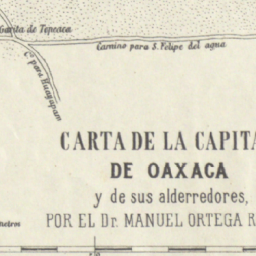 Garita de Tepeaca
Camino para S. Felipe del agua
Cº para Huayapam
CARTA DE LA CAPITA
DE OAXACA
y de sus alderredores,
POR EL Dr. MANUEL ORTEGA R
metros